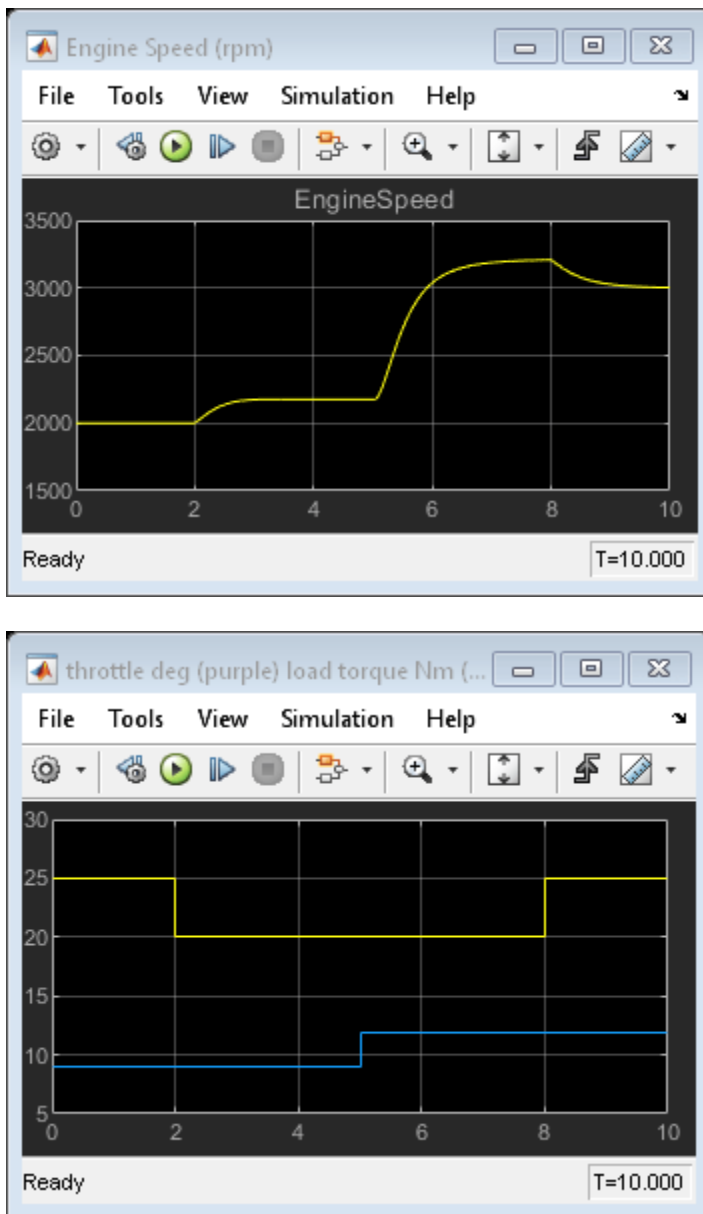 Engine Speed (rpm)
File Tools View Simulation Help
EngineSpeed
3500
3000
2500
2000
1500
0 2 4 6 8 10
Ready T=10.000
throttle deg (purple) load torque Nm (...
File Tools View Simulation Help
30
25
20
15
10
5
0 2 4 6 8 10
Ready T=10.000